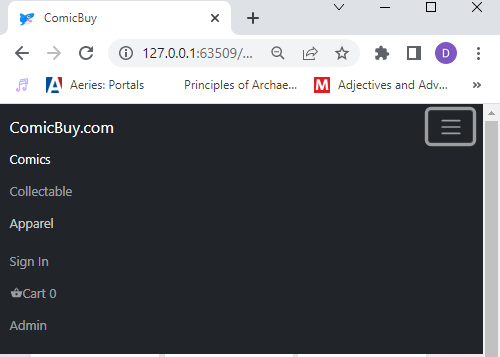 ComicBuy
127.0.0.1:63509/...
D
Aeries: Portals
Principles of Archae...
M
Adjectives and Adv...
ComicBuy.com
Comics
Collectable
Apparel
Sign In
Cart 0
Admin